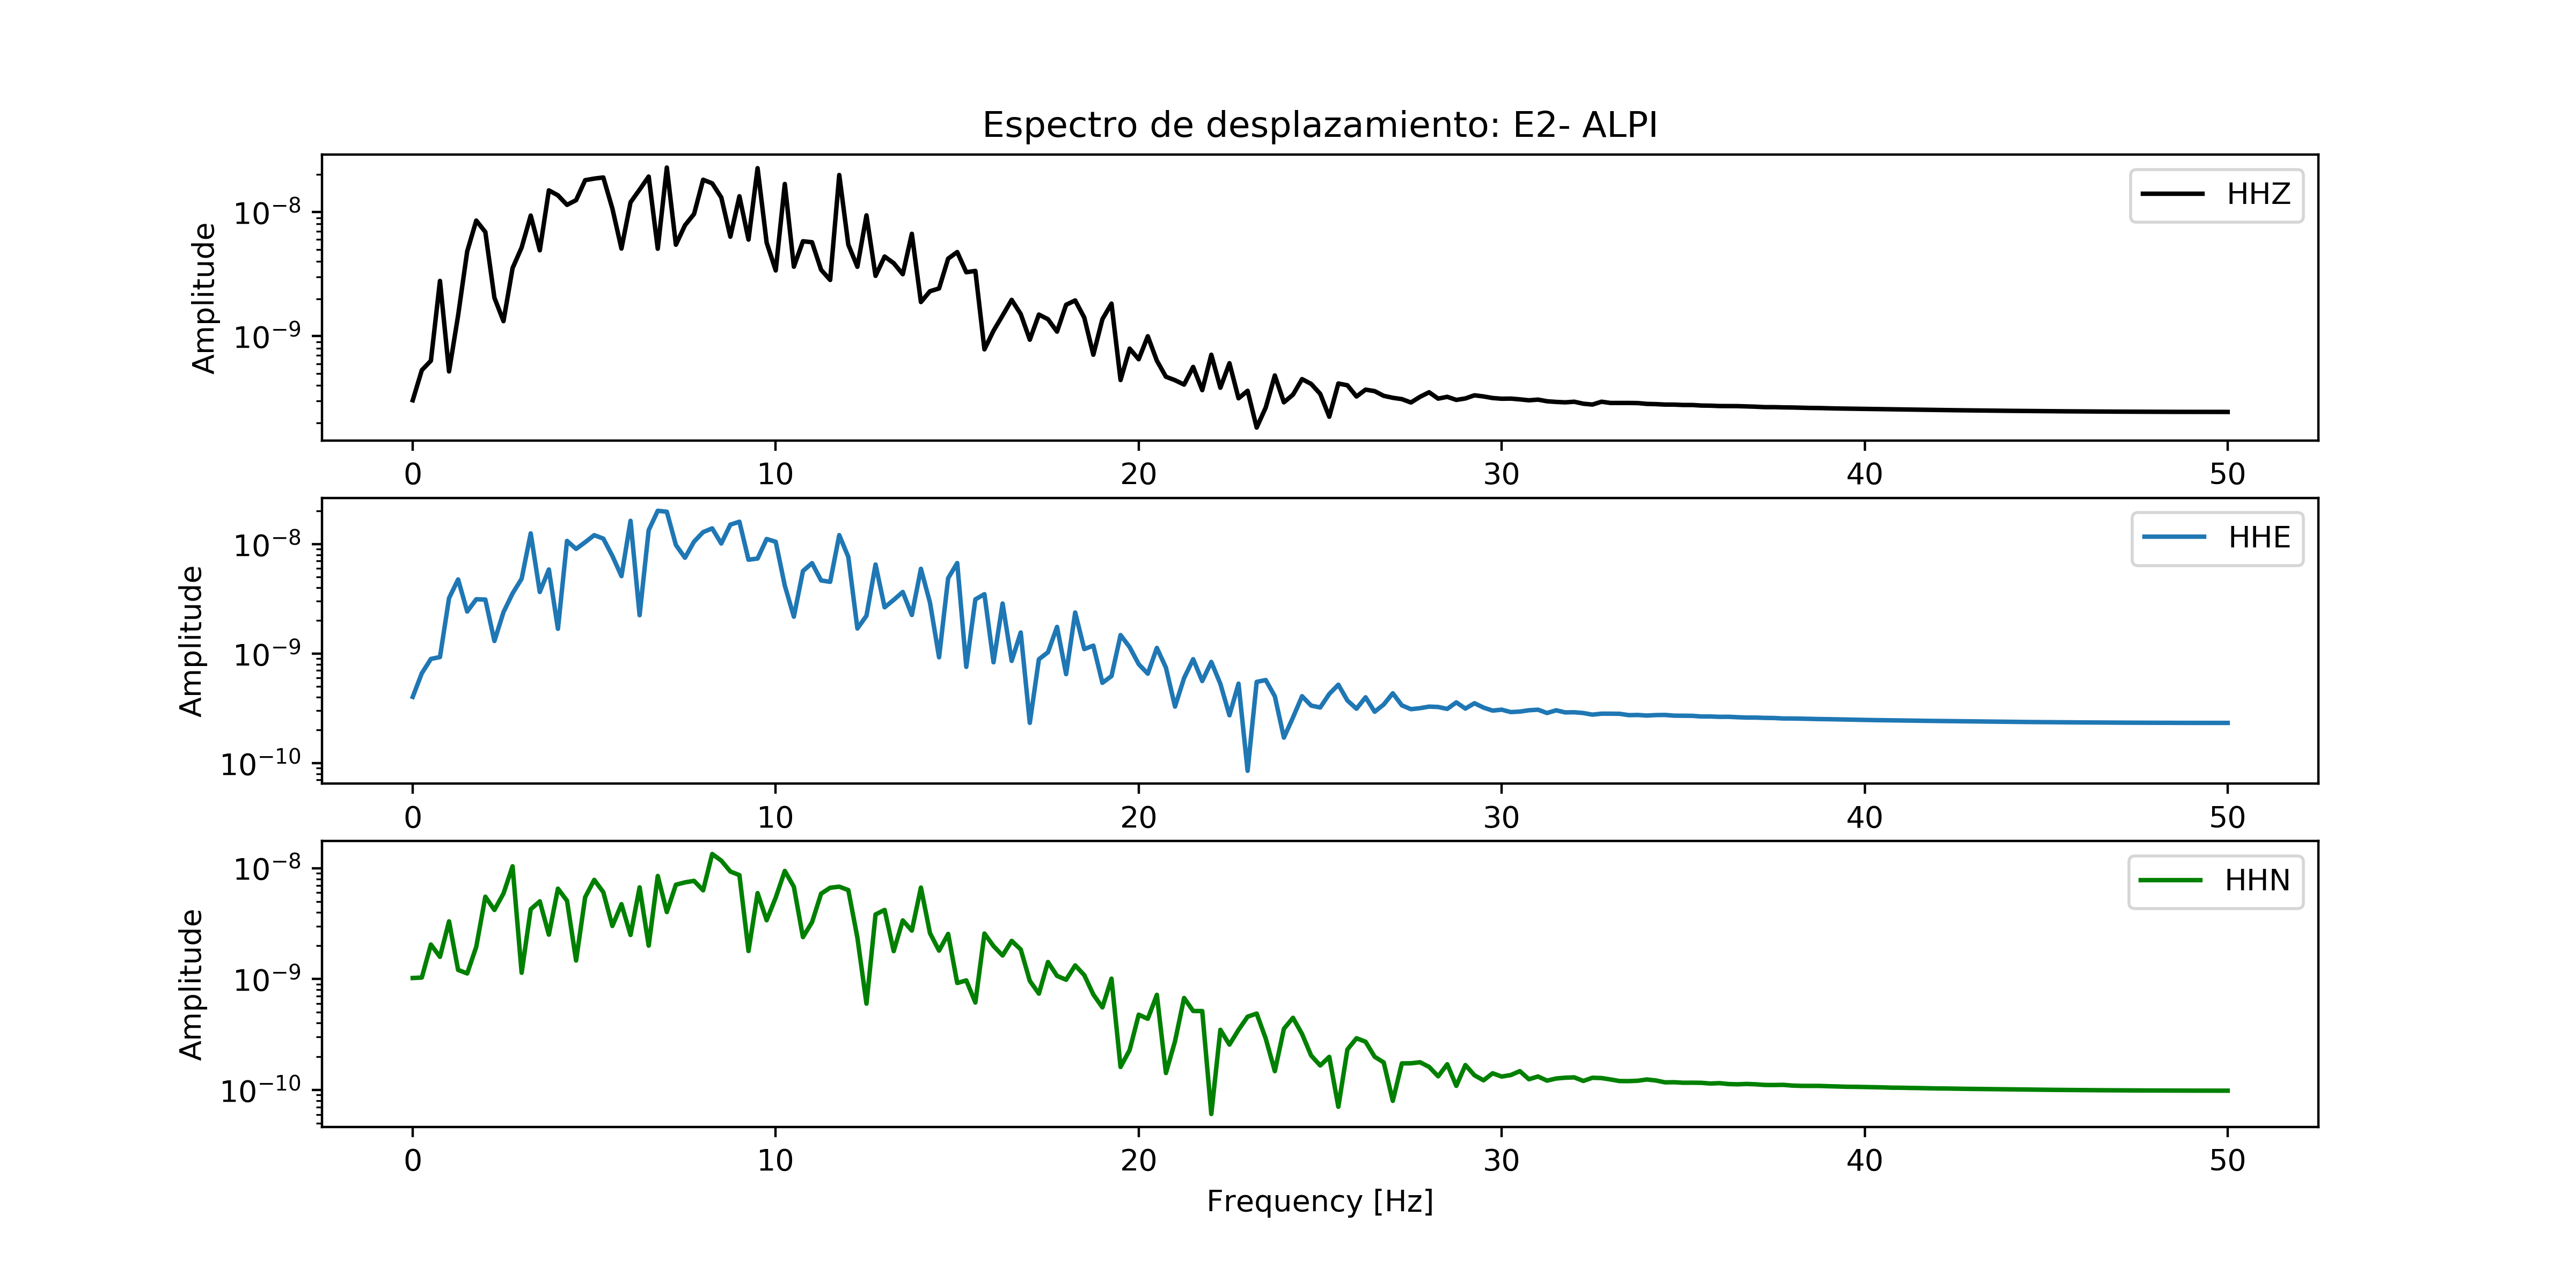 Espectro de desplazamiento: E2- ALPI
HHZ
Amplitude
10⁻⁸
10⁻⁹
0 10 20 30 40 50
HHE
Amplitude
10⁻⁸
10⁻⁹
10⁻¹⁰
0 10 20 30 40 50
HHN
Amplitude
10⁻⁸
10⁻⁹
10⁻¹⁰
0 10 20 30 40 50
Frequency [Hz]